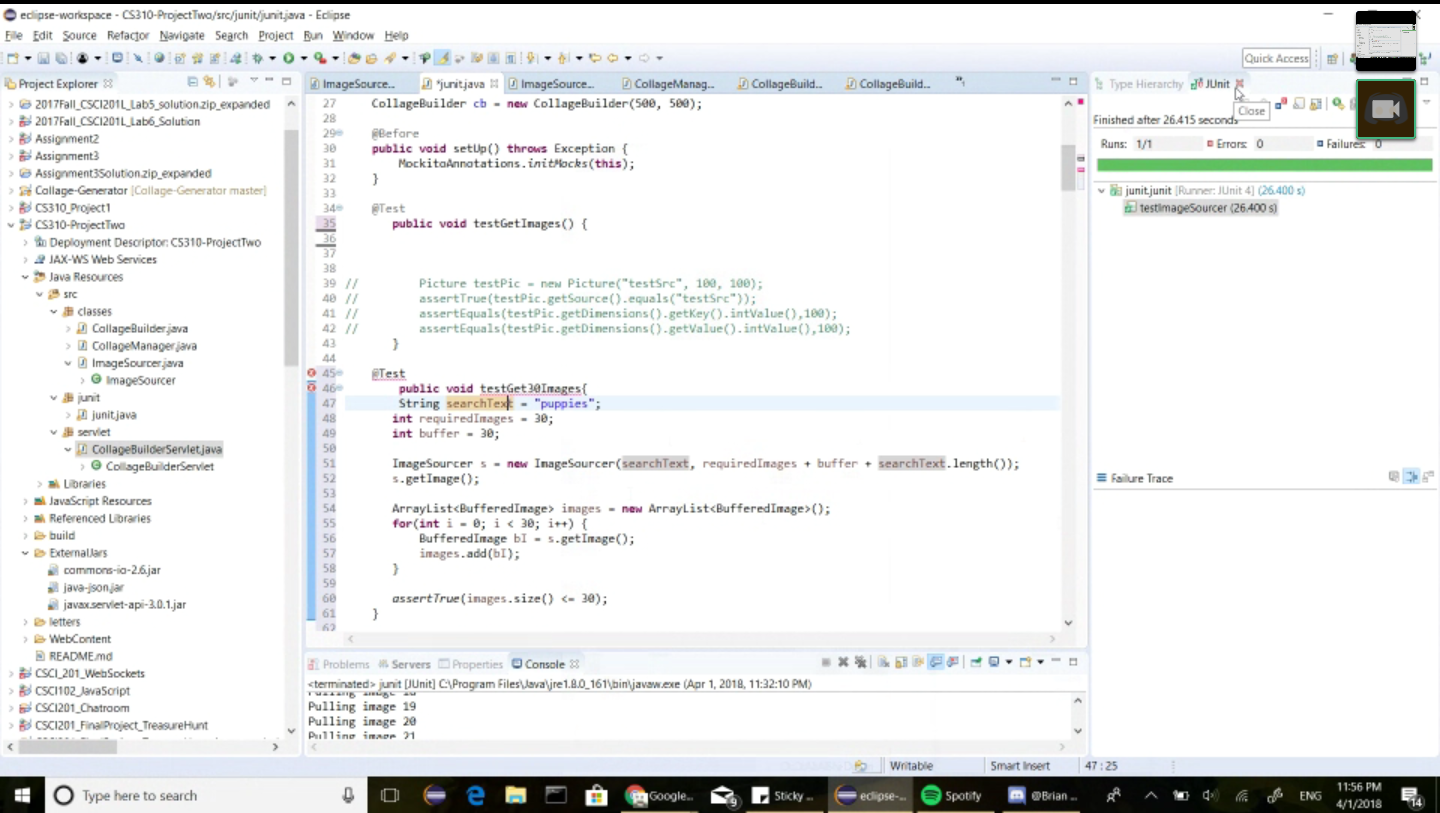 eclipse-workspace - CS310-ProjectTwo/src/junit/junit.java - Eclipse
File Edit Source Refactor Navigate Search Project Run Window Help
Quick Access
Project Explorer
2017Fall_CSCI201L_Lab5_solution.zip_expanded
2017Fall_CSCI201L_Lab6_Solution
Assignment2
Assignment3
Assignment3Solution.zip_expanded
Collage-Generator [Collage-Generator master]
CS310_Project1
CS310-ProjectTwo
Deployment Descriptor: CS310-ProjectTwo
JAX-WS Web Services
Java Resources
src
classes
CollageBuilder.java
CollageManager.java
ImageSourcer.java
ImageSourcer
junit
junit.java
servlet
CollageBuilderServlet.java
CollageBuilderServlet
Libraries
JavaScript Resources
Referenced Libraries
build
ExternalJars
commons-io-2.6.jar
java-json.jar
javax.servlet-api-3.0.1.jar
letters
WebContent
README.md
CSCI_201_WebSockets
CSCI102_JavaScript
CSCI201_Chatroom
CSCI201_FinalProject_TreasureHunt
ImageSource... *junit.java ImageSource... CollageManag... CollageBuild... CollageBuild...
27 CollageBuilder cb = new CollageBuilder(500, 500);
28
29 @Before
30 public void setUp() throws Exception {
31 MockitoAnnotations.initMocks(this);
32 }
33
34 @Test
35 public void testGetImages() {
36
37
38
39 // Picture testPic = new Picture("testSrc", 100, 100);
40 // assertTrue(testPic.getSource().equals("testSrc"));
41 // assertEquals(testPic.getDimensions().getKey().intValue(),100);
42 // assertEquals(testPic.getDimensions().getValue().intValue(),100);
43 }
44
45 @Test
46 public void testGet30Images{
47 String searchText = "puppies";
48 int requiredImages = 30;
49 int buffer = 30;
50
51 ImageSourcer s = new ImageSourcer(searchText, requiredImages + buffer + searchText.length());
52 s.getImage();
53
54 ArrayList<BufferedImage> images = new ArrayList<BufferedImage>();
55 for(int i = 0; i < 30; i++) {
56 BufferedImage bI = s.getImage();
57 images.add(bI);
58 }
59
60 assertTrue(images.size() <= 30);
61 }
62
Problems Servers Properties Console
<terminated> junit [JUnit] C:\Program Files\Java\jre1.8.0_161\bin\javaw.exe (Apr 1, 2018, 11:32:10 PM)
Pulling image 18
Pulling image 19
Pulling image 20
Pulling image 21
Type Hierarchy JUnit
Close
Finished after 26.415 seconds
Runs: 1/1 Errors: 0 Failures: 0
junit.junit [Runner: JUnit 4] (26.400 s)
testImageSourcer (26.400 s)
Failure Trace
Writable Smart Insert 47 : 25
Type here to search
Google... 9 Sticky ... eclipse-... Spotify @Brian ...
ENG
11:56 PM
4/1/2018
14